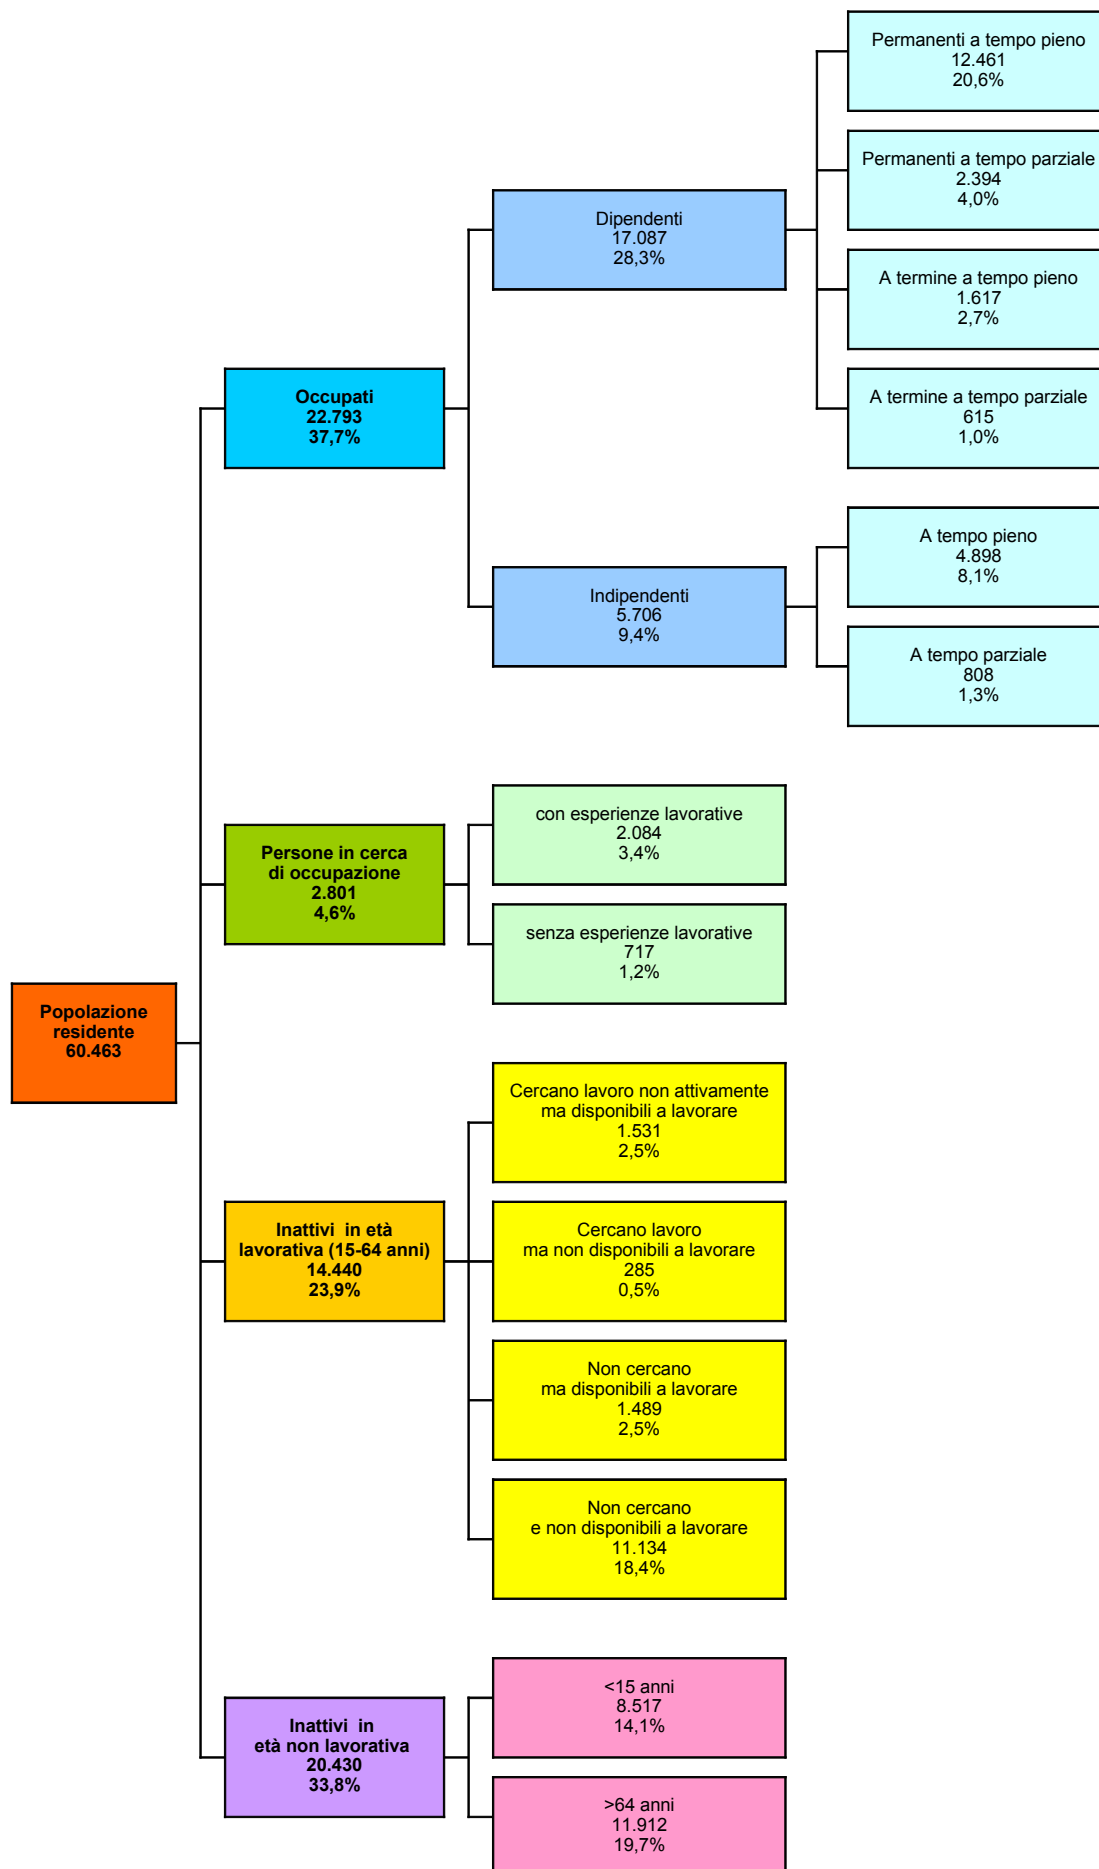 Popolazione
residente
60.463
Occupati
22.793
37,7%
Dipendenti
17.087
28,3%
Permanenti a tempo pieno
12.461
20,6%
Permanenti a tempo parziale
2.394
4,0%
A termine a tempo pieno
1.617
2,7%
A termine a tempo parziale
615
1,0%
Indipendenti
5.706
9,4%
A tempo pieno
4.898
8,1%
A tempo parziale
808
1,3%
Persone in cerca
di occupazione
2.801
4,6%
con esperienze lavorative
2.084
3,4%
senza esperienze lavorative
717
1,2%
Inattivi in età
lavorativa (15-64 anni)
14.440
23,9%
Cercano lavoro non attivamente
ma disponibili a lavorare
1.531
2,5%
Cercano lavoro
ma non disponibili a lavorare
285
0,5%
Non cercano
ma disponibili a lavorare
1.489
2,5%
Non cercano
e non disponibili a lavorare
11.134
18,4%
Inattivi in
età non lavorativa
20.430
33,8%
<15 anni
8.517
14,1%
>64 anni
11.912
19,7%